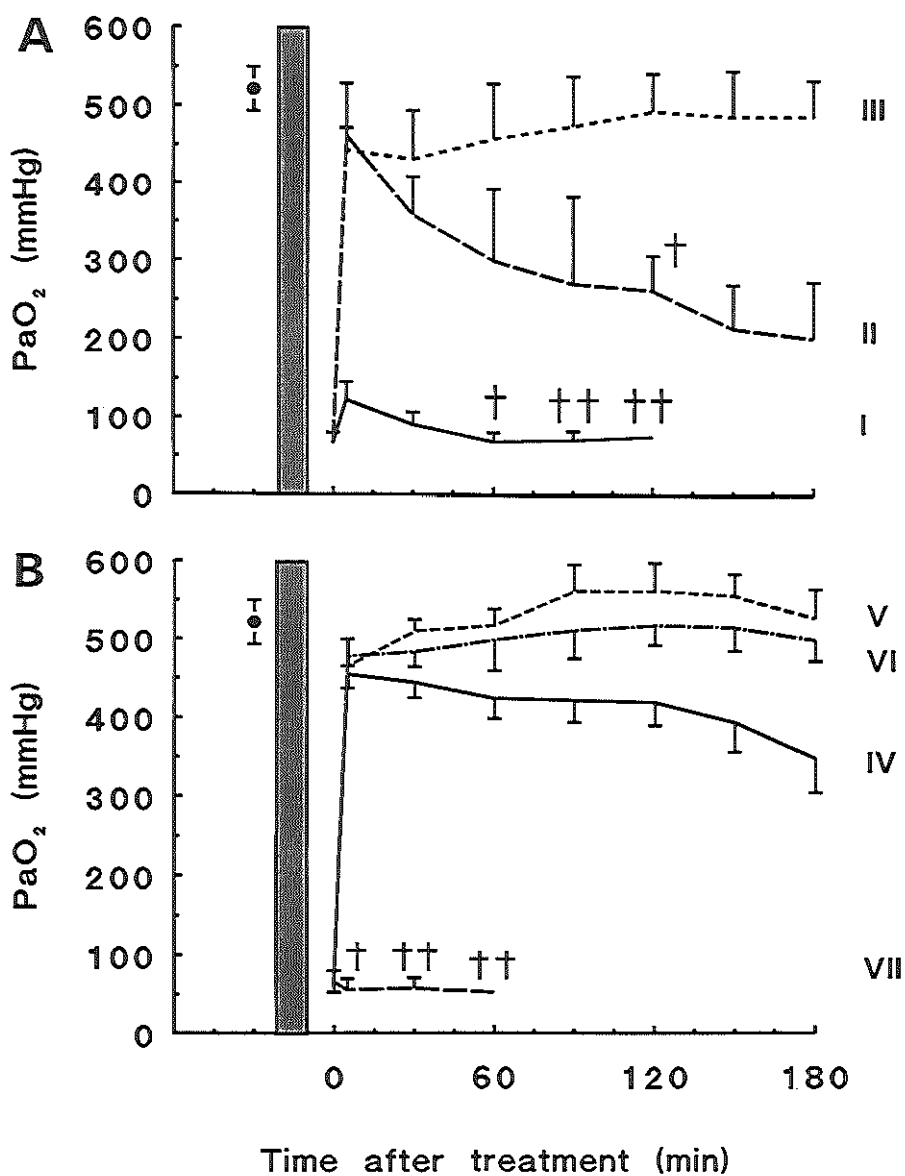 A
600
500
400
300
200
100
0
PaO₂ (mmHg)
III
†
II
† †† ††
I
B
600
500
400
300
200
100
0
PaO₂ (mmHg)
V
VI
IV
† †† ††
VII
0 60 120 180
Time after treatment (min)